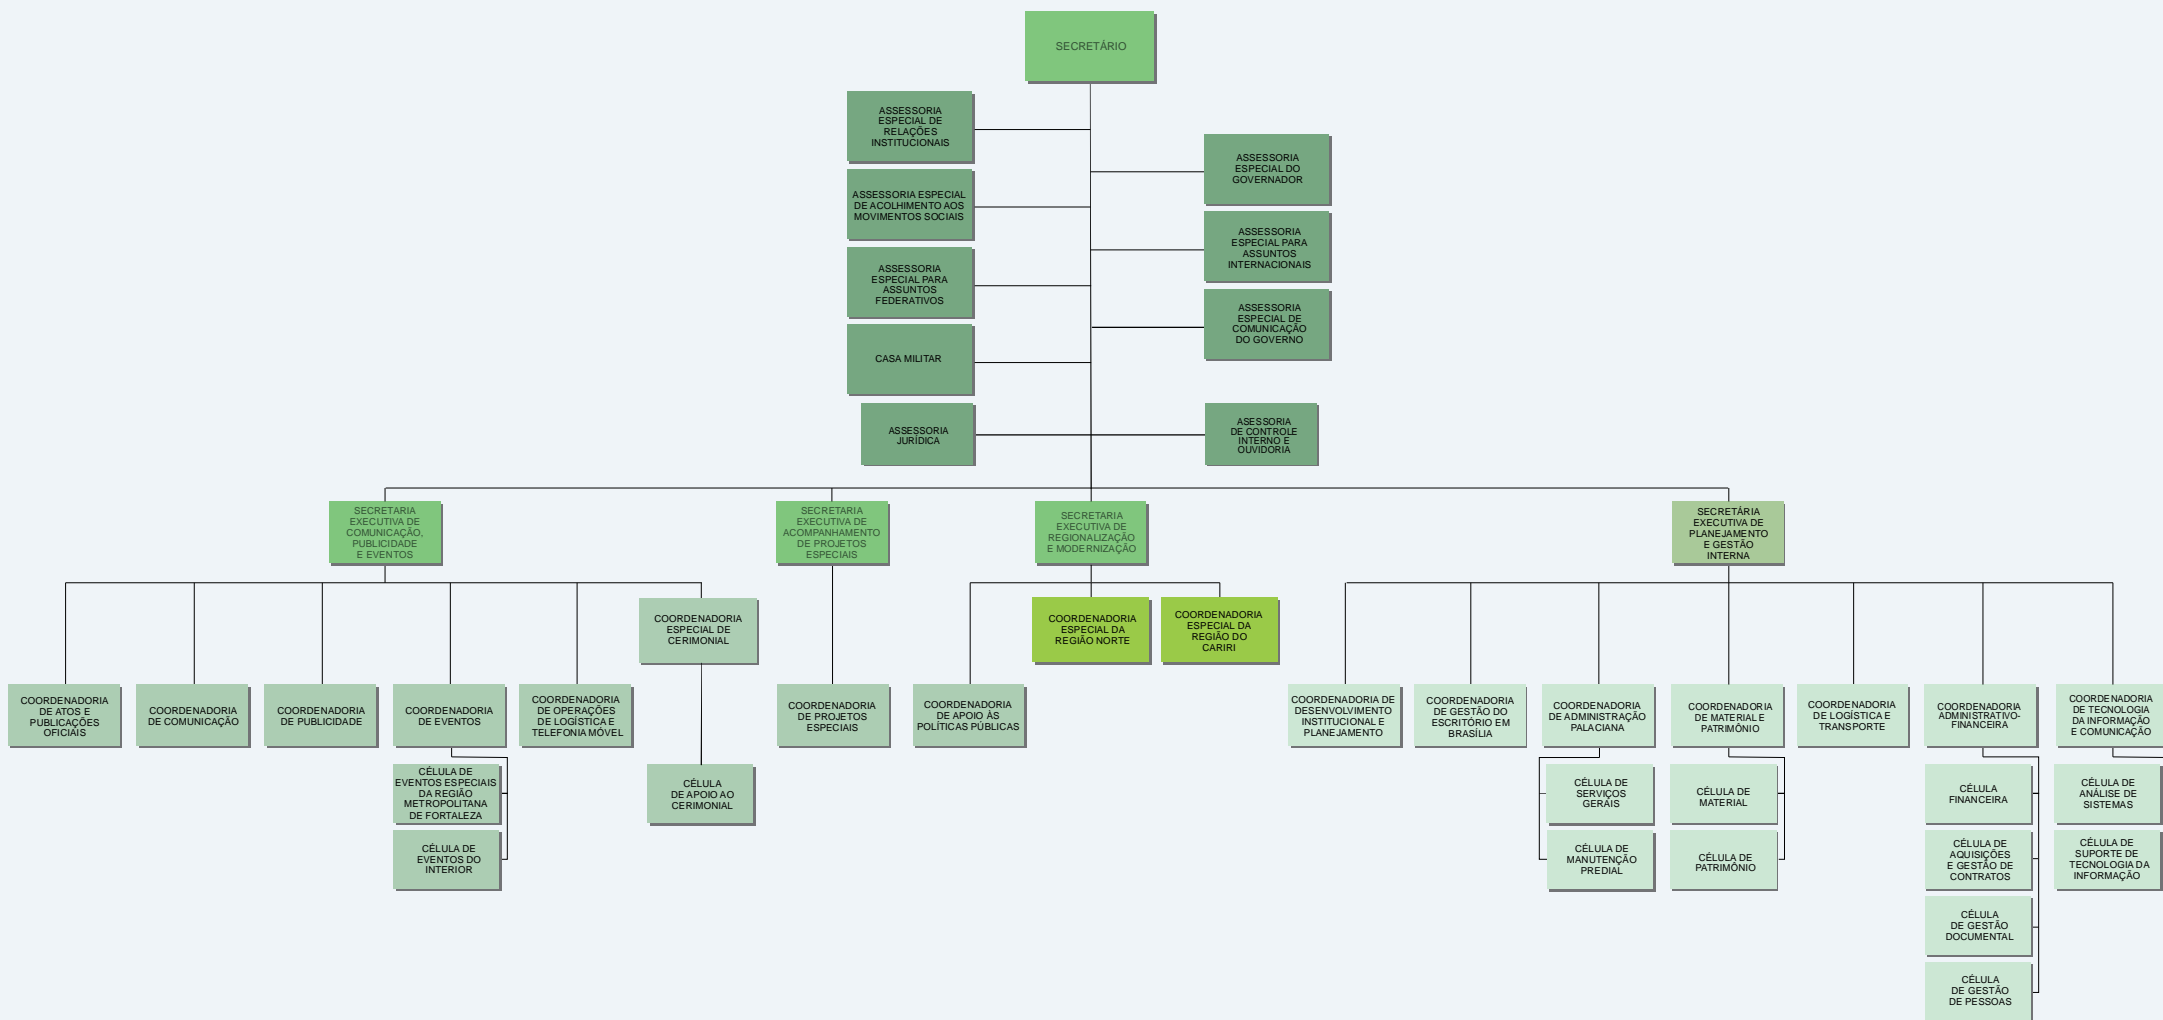 SECRETÁRIO
ASSESSORIA
ESPECIAL DE
RELAÇÕES
INSTITUCIONAIS
ASSESSORIA
ESPECIAL DO
GOVERNADOR
ASSESSORIA ESPECIAL
DE ACOLHIMENTO AOS
MOVIMENTOS SOCIAIS
ASSESSORIA
ESPECIAL PARA
ASSUNTOS
INTERNACIONAIS
ASSESSORIA
ESPECIAL PARA
ASSUNTOS
FEDERATIVOS
ASSESSORIA
ESPECIAL DE
COMUNICAÇÃO
DO GOVERNO
CASA MILITAR
ASSESSORIA
JURÍDICA
ASESSORIA
DE CONTROLE
INTERNO E
OUVIDORIA
SECRETARIA
EXECUTIVA DE
COMUNICAÇÃO,
PUBLICIDADE
E EVENTOS
SECRETARIA
EXECUTIVA DE
ACOMPANHAMENTO
DE PROJETOS
ESPECIAIS
SECRETARIA
EXECUTIVA DE
REGIONALIZAÇÃO
E MODERNIZAÇÃO
SECRETÁRIA
EXECUTIVA DE
PLANEJAMENTO
E GESTÃO
INTERNA
COORDENADORIA
ESPECIAL DE
CERIMONIAL
COORDENADORIA
ESPECIAL DA
REGIÃO NORTE
COORDENADORIA
ESPECIAL DA
REGIÃO DO
CARIRI
COORDENADORIA
DE ATOS E
PUBLICAÇÕES
OFICIAIS
COORDENADORIA
DE COMUNICAÇÃO
COORDENADORIA
DE PUBLICIDADE
COORDENADORIA
DE EVENTOS
COORDENADORIA
DE OPERAÇÕES
DE LOGÍSTICA E
TELEFONIA MÓVEL
COORDENADORIA
DE PROJETOS
ESPECIAIS
COORDENADORIA
DE APOIO ÀS
POLÍTICAS PÚBLICAS
COORDENADORIA DE
DESENVOLVIMENTO
INSTITUCIONAL E
PLANEJAMENTO
COORDENADORIA
DE GESTÃO DO
ESCRITÓRIO EM
BRASÍLIA
COORDENADORIA
DE ADMINISTRAÇÃO
PALACIANA
COORDENADORIA
DE MATERIAL E
PATRIMÔNIO
COORDENADORIA
DE LOGÍSTICA E
TRANSPORTE
COORDENADORIA
ADMINISTRATIVO-
FINANCEIRA
COORDENADORIA
DE TECNOLOGIA
DA INFORMAÇÃO
E COMUNICAÇÃO
CÉLULA DE
EVENTOS ESPECIAIS
DA REGIÃO
METROPOLITANA
DE FORTALEZA
CÉLULA
DE APOIO AO
CERIMONIAL
CÉLULA DE
SERVIÇOS
GERAIS
CÉLULA DE
MATERIAL
CÉLULA
FINANCEIRA
CÉLULA DE
ANÁLISE DE
SISTEMAS
CÉLULA DE
EVENTOS DO
INTERIOR
CÉLULA DE
MANUTENÇÃO
PREDIAL
CÉLULA DE
PATRIMÔNIO
CÉLULA DE
AQUISIÇÕES
E GESTÃO DE
CONTRATOS
CÉLULA DE
SUPORTE DE
TECNOLOGIA DA
INFORMAÇÃO
CÉLULA
DE GESTÃO
DOCUMENTAL
CÉLULA
DE GESTÃO
DE PESSOAS